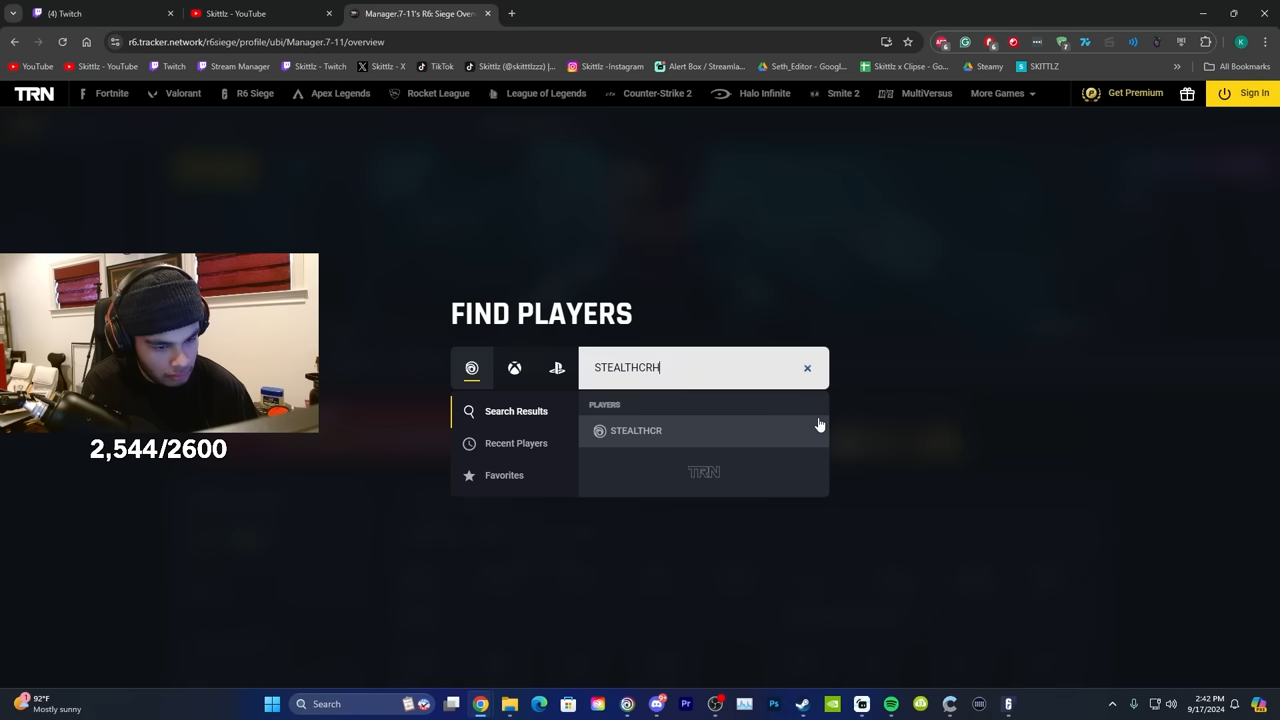 (4) Twitch
Skittlz - YouTube
Manager.7-11's R6: Siege Over
r6.tracker.network/r6siege/profile/ubi/Manager.7-11/overview
YouTube
Skittlz - YouTube
Twitch
Stream Manager
Skittlz - Twitch
Skittlz - X
TikTok
Skittlz (@skitttlzzz) |...
Skittlz -Instagram
Alert Box / Streamla...
Seth_Editor - Googl...
Skittlz x Clipse - Go...
Steamy
SKITTLZ
All Bookmarks
TRN
Fortnite
Valorant
R6 Siege
Apex Legends
Rocket League
League of Legends
Counter-Strike 2
Halo Infinite
Smite 2
MultiVersus
More Games
Get Premium
Sign In
FIND PLAYERS
STEALTHCRH
Search Results
Recent Players
Favorites
PLAYERS
STEALTHCR
TRN
2,544/2600
92°F
Mostly sunny
Search
2:42 PM
9/17/2024